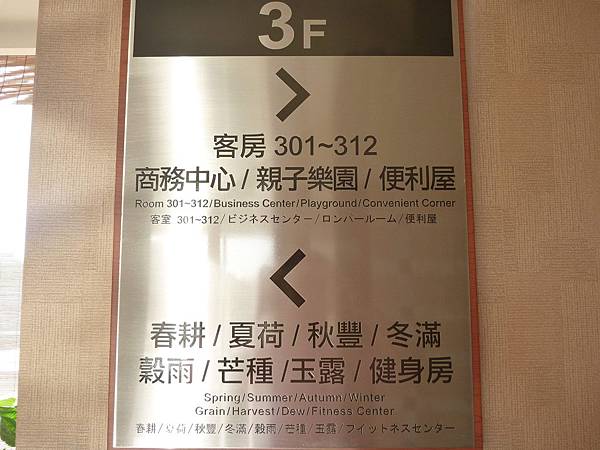 3F
>
客房 301~312
商務中心 / 親子樂園 / 便利屋
Room 301~312/Business Center/Playground/Convenient Corner
客室 301~312/ビジネスセンター/ロンパールーム/便利屋
<
春耕 / 夏荷 / 秋豐 / 冬滿
穀雨 / 芒種 /玉露 / 健身房
Spring/Summer/Autumn/Winter
Grain/Harvest/Dew/Fitness Center
春耕/夏荷/秋豐/冬滿/穀雨/芒種/玉露/フィットネスセンター